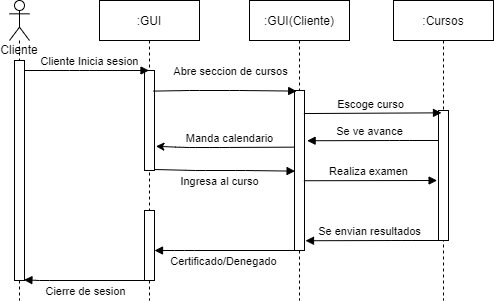 :GUI
:GUI(Cliente)
:Cursos
Cliente
Cliente Inicia sesion
Abre seccion de cursos
Escoge curso
Se ve avance
Manda calendario
Realiza examen
Ingresa al curso
Se envian resultados
Certificado/Denegado
Cierre de sesion